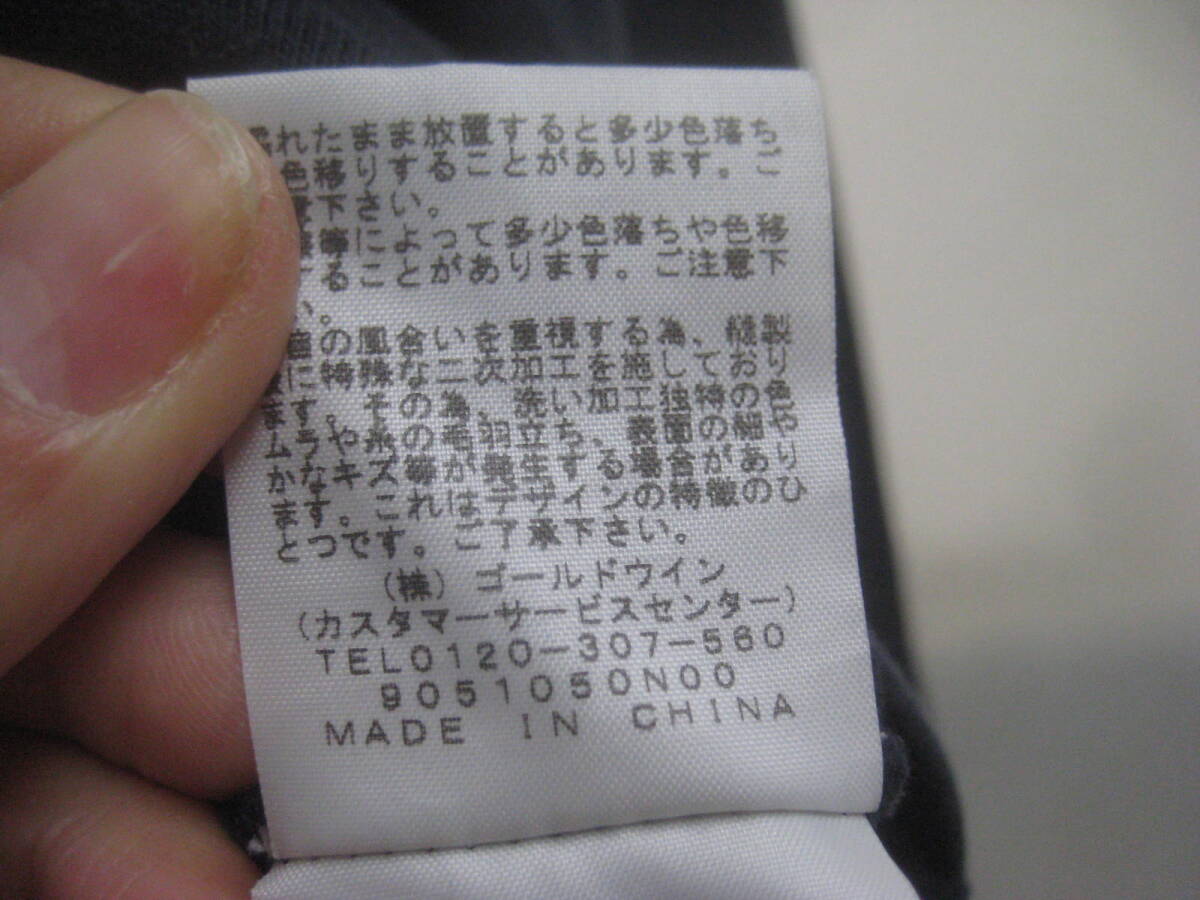 れたまま放置すると多少色落ち
色移りすることがあります。ご
下さい。
等によって多少色落ちや色移
ることがあります。ご注意下
い。
の風合いを重視する為、縫製
に特殊な二次加工を施しており
ます。その為、洗い加工独特の色
ムラや糸の毛羽立ち、表面の細や
かなキズ等が発生する場合があり
ます。これはデザインの特徴のひ
とつです。ご了承下さい。
(株) ゴールドウイン
(カスタマーサービスセンター)
TEL0120-307-560
9051050N00
MADE IN CHINA